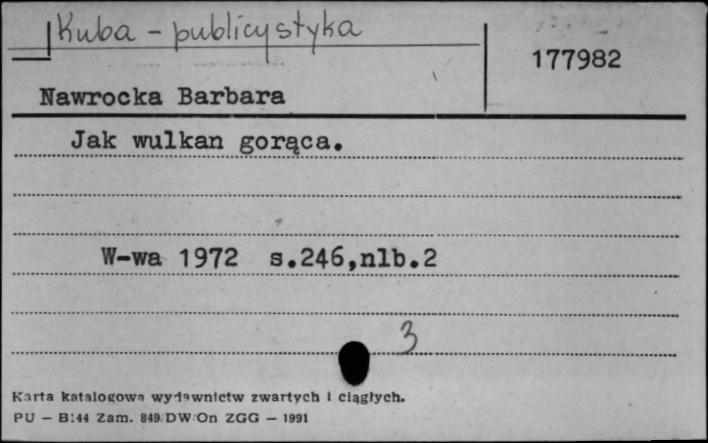 Kuba - publicystyka
177982
Nawrocka Barbara
Jak wulkan gorąca.
W-wa 1972 s.246,nlb.2
3
Karta katalogowa wydawnictw zwartych i ciągłych.
PU — B:44 Zam. 849/DW/On ZGG — 1991